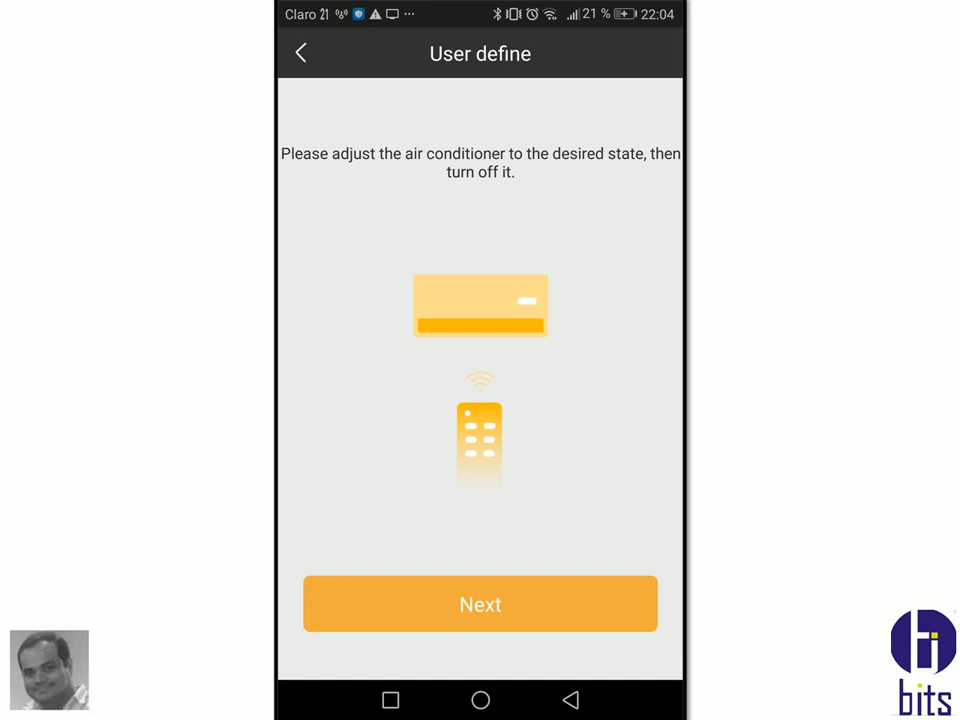 Claro 21 21 % 22:04
User define
Please adjust the air conditioner to the desired state, then
turn off it.
Next
bits